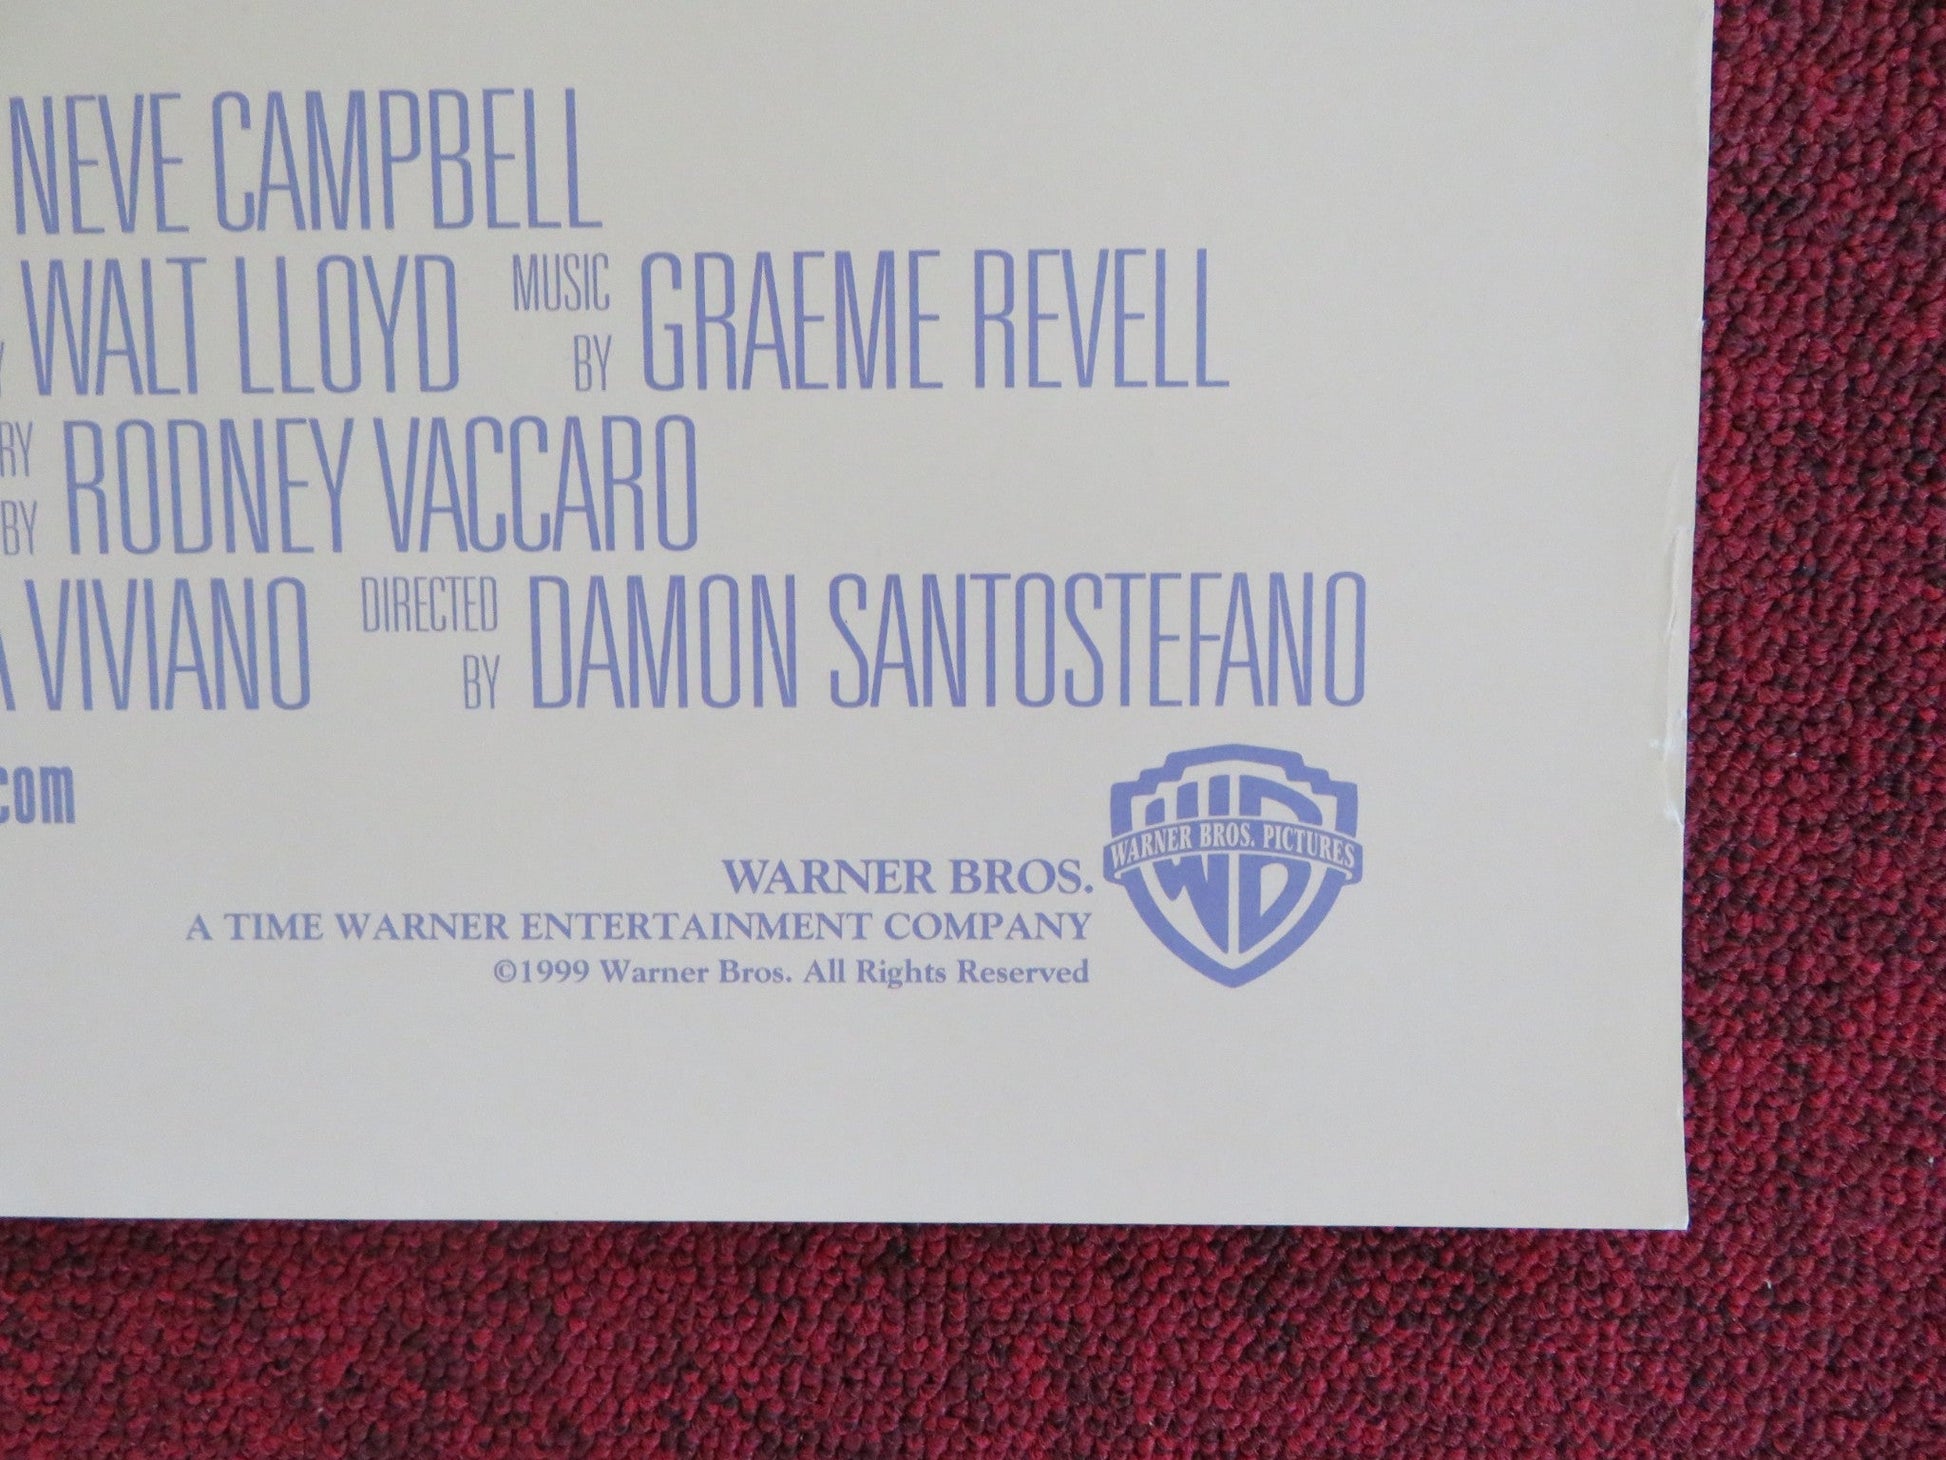 NEVE CAMPBELL
WALT LLOYD MUSIC BY GRAEME REVELL
BY RODNEY VACCARO
VIVIANO DIRECTED BY DAMON SANTOSTEFANO
.com
WARNER BROS. PICTURES
WARNER BROS.
A TIME WARNER ENTERTAINMENT COMPANY
©1999 Warner Bros. All Rights Reserved